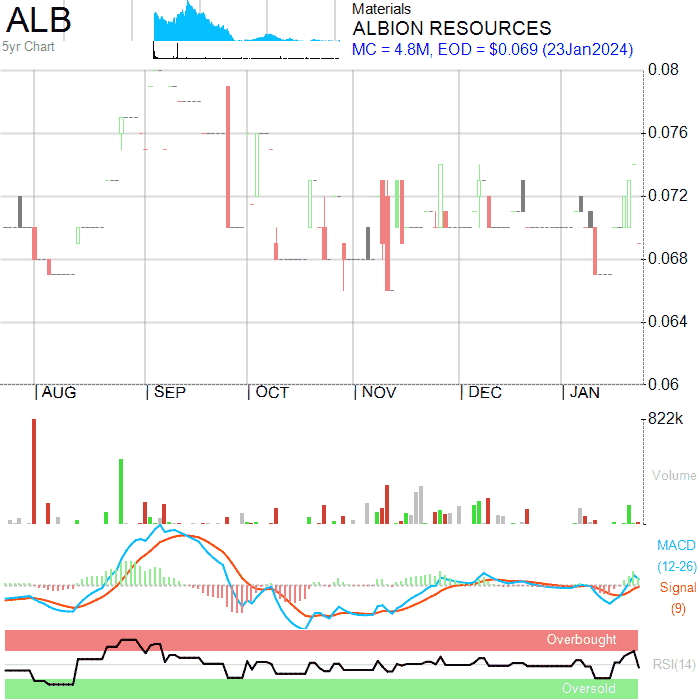 ALB
5yr Chart
Materials
ALBION RESOURCES
MC = 4.8M, EOD = $0.069 (23Jan2024)
0.08
0.076
0.072
0.068
0.064
0.06
AUG SEP OCT NOV DEC JAN
822k
Volume
MACD
(12-26)
Signal
(9)
Overbought
RSI(14)
Oversold